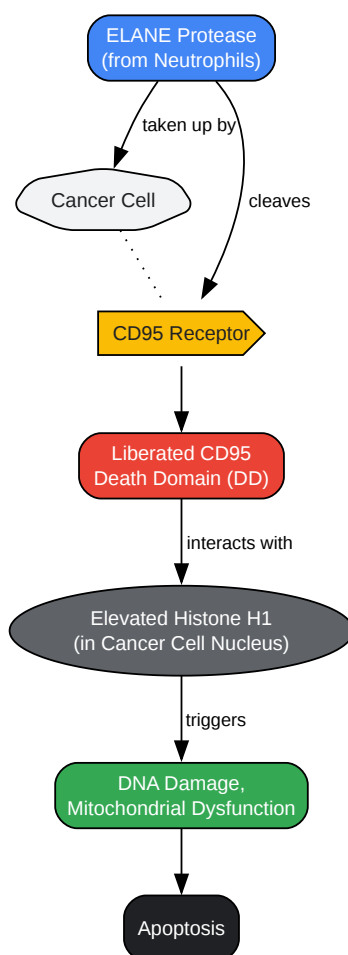 ELANE Protease
(from Neutrophils)
taken up by
Cancer Cell
cleaves
CD95 Receptor
Liberated CD95
Death Domain (DD)
interacts with
Elevated Histone H1
(in Cancer Cell Nucleus)
triggers
DNA Damage,
Mitochondrial Dysfunction
Apoptosis